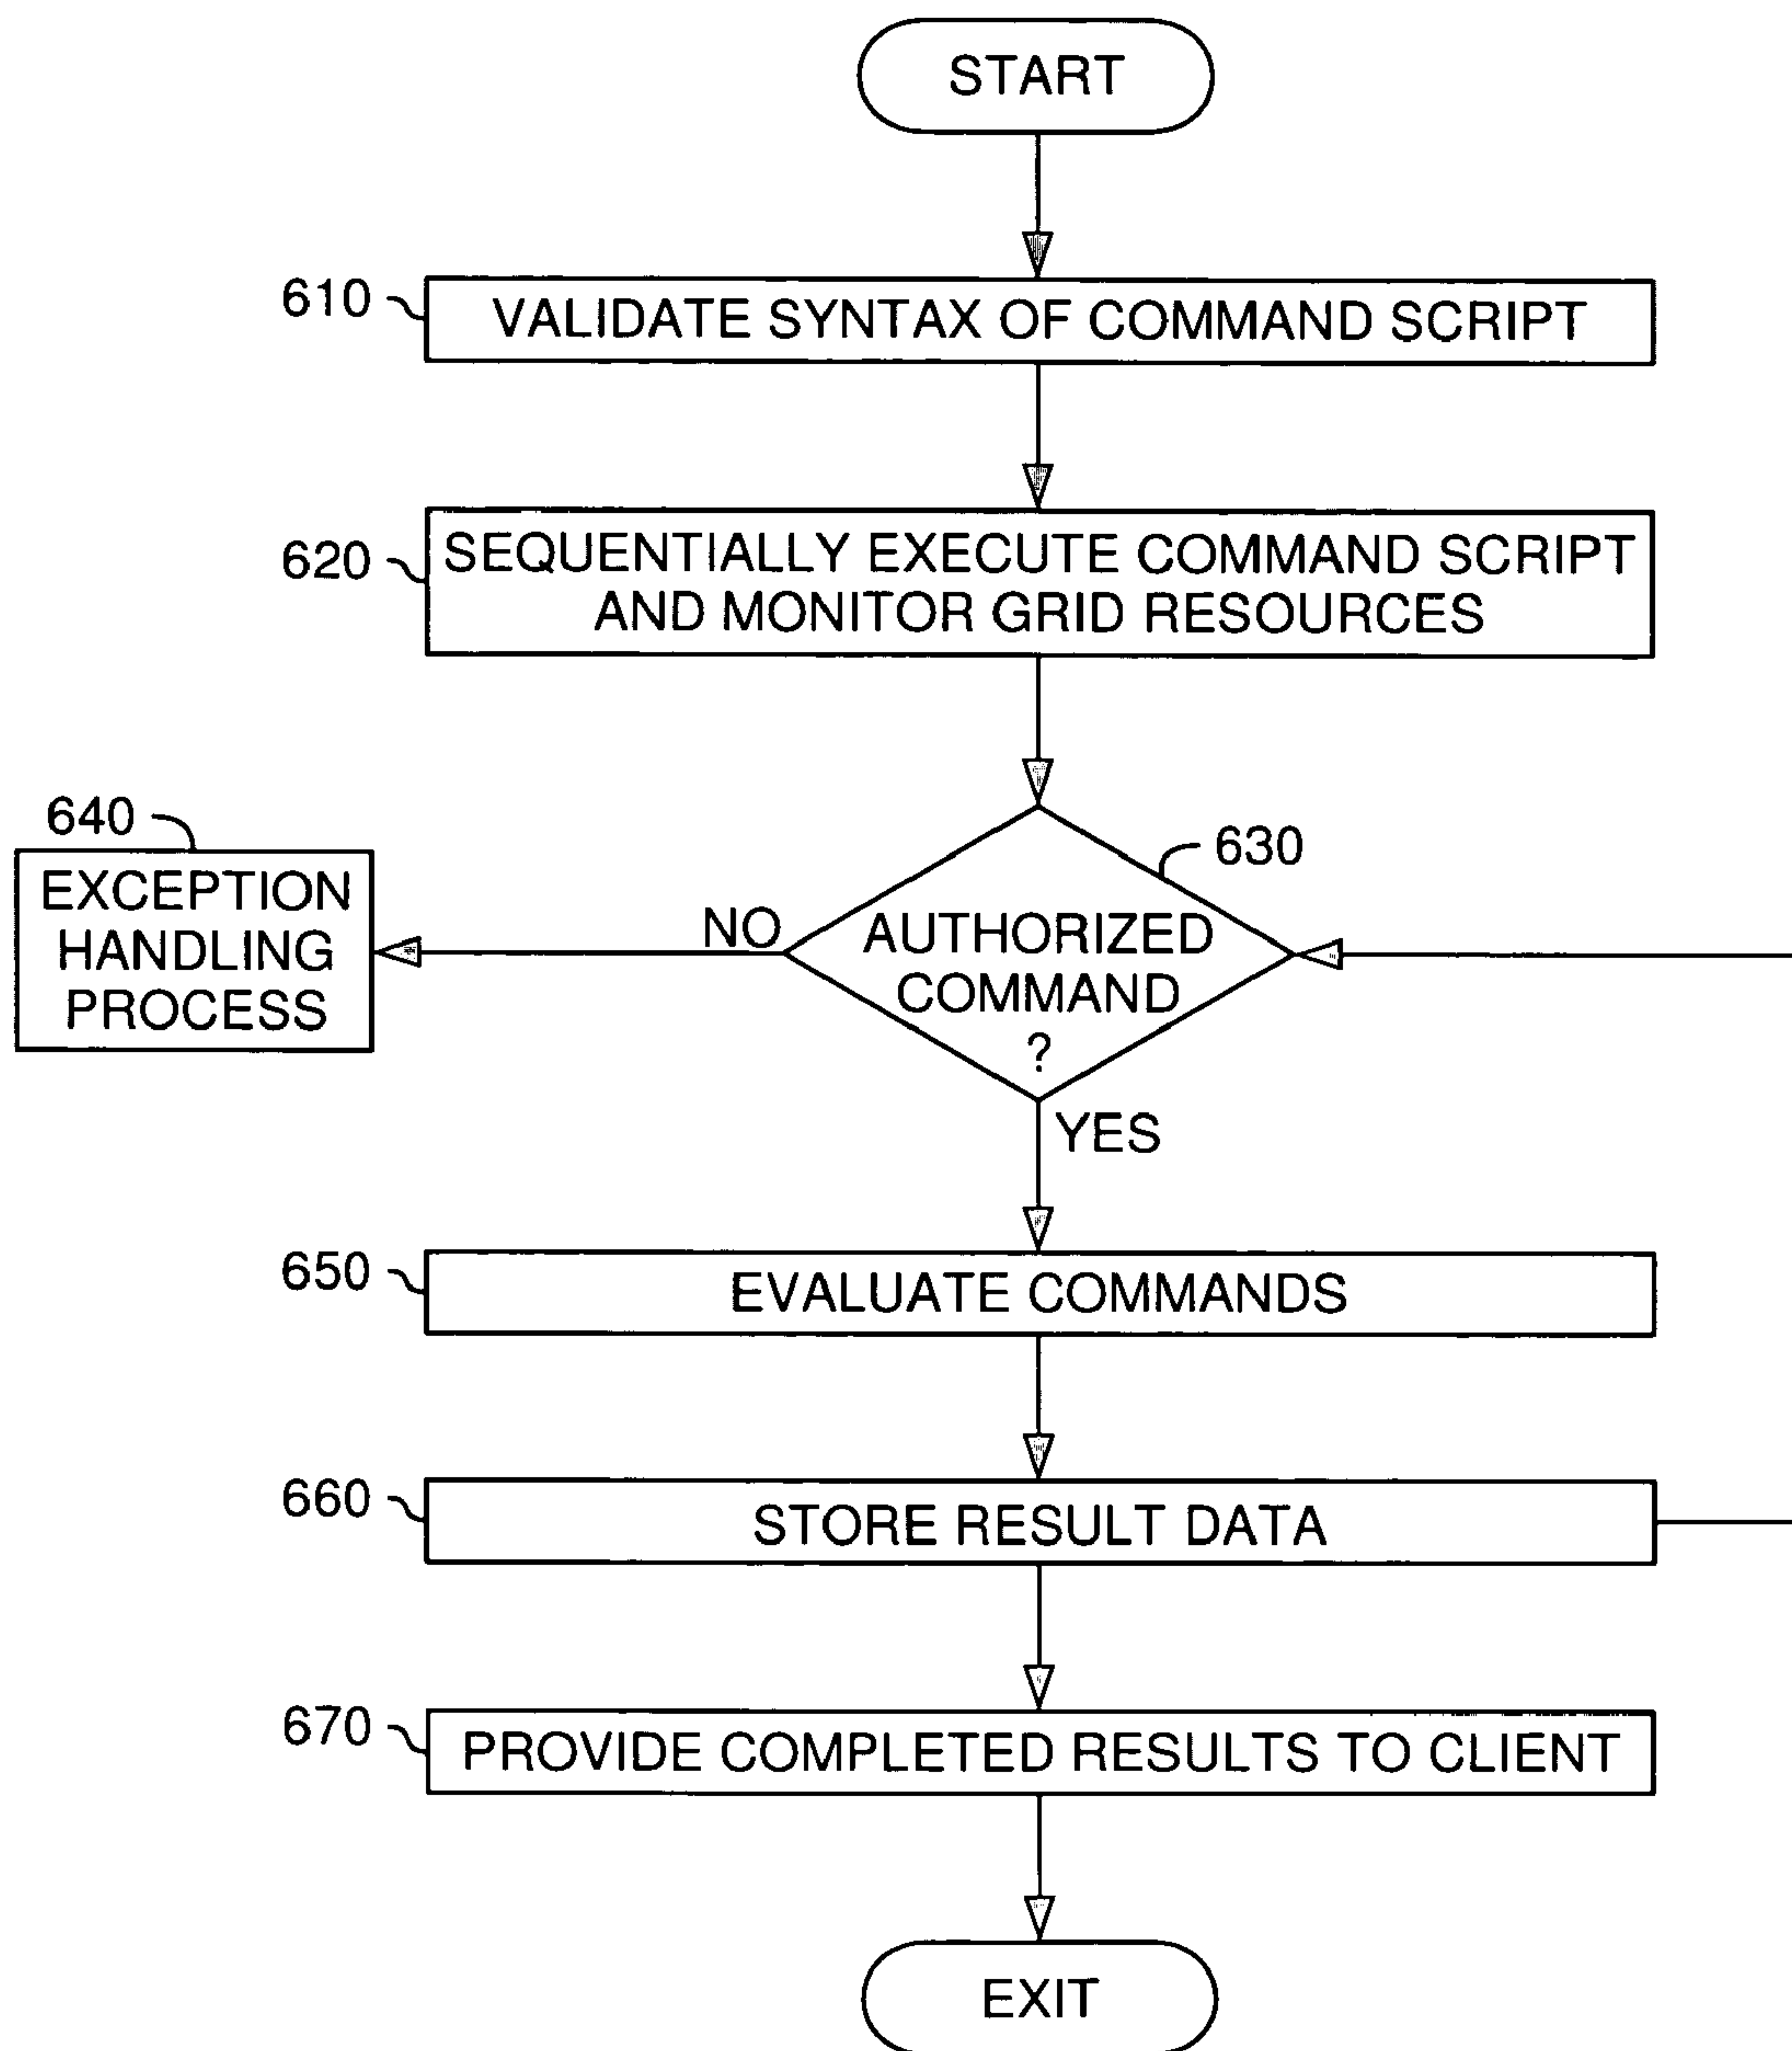 START
610
VALIDATE SYNTAX OF COMMAND SCRIPT
620
SEQUENTIALLY EXECUTE COMMAND SCRIPT
AND MONITOR GRID RESOURCES
640
EXCEPTION
HANDLING
PROCESS
NO
630
AUTHORIZED
COMMAND
?
YES
650
EVALUATE COMMANDS
660
STORE RESULT DATA
670
PROVIDE COMPLETED RESULTS TO CLIENT
EXIT